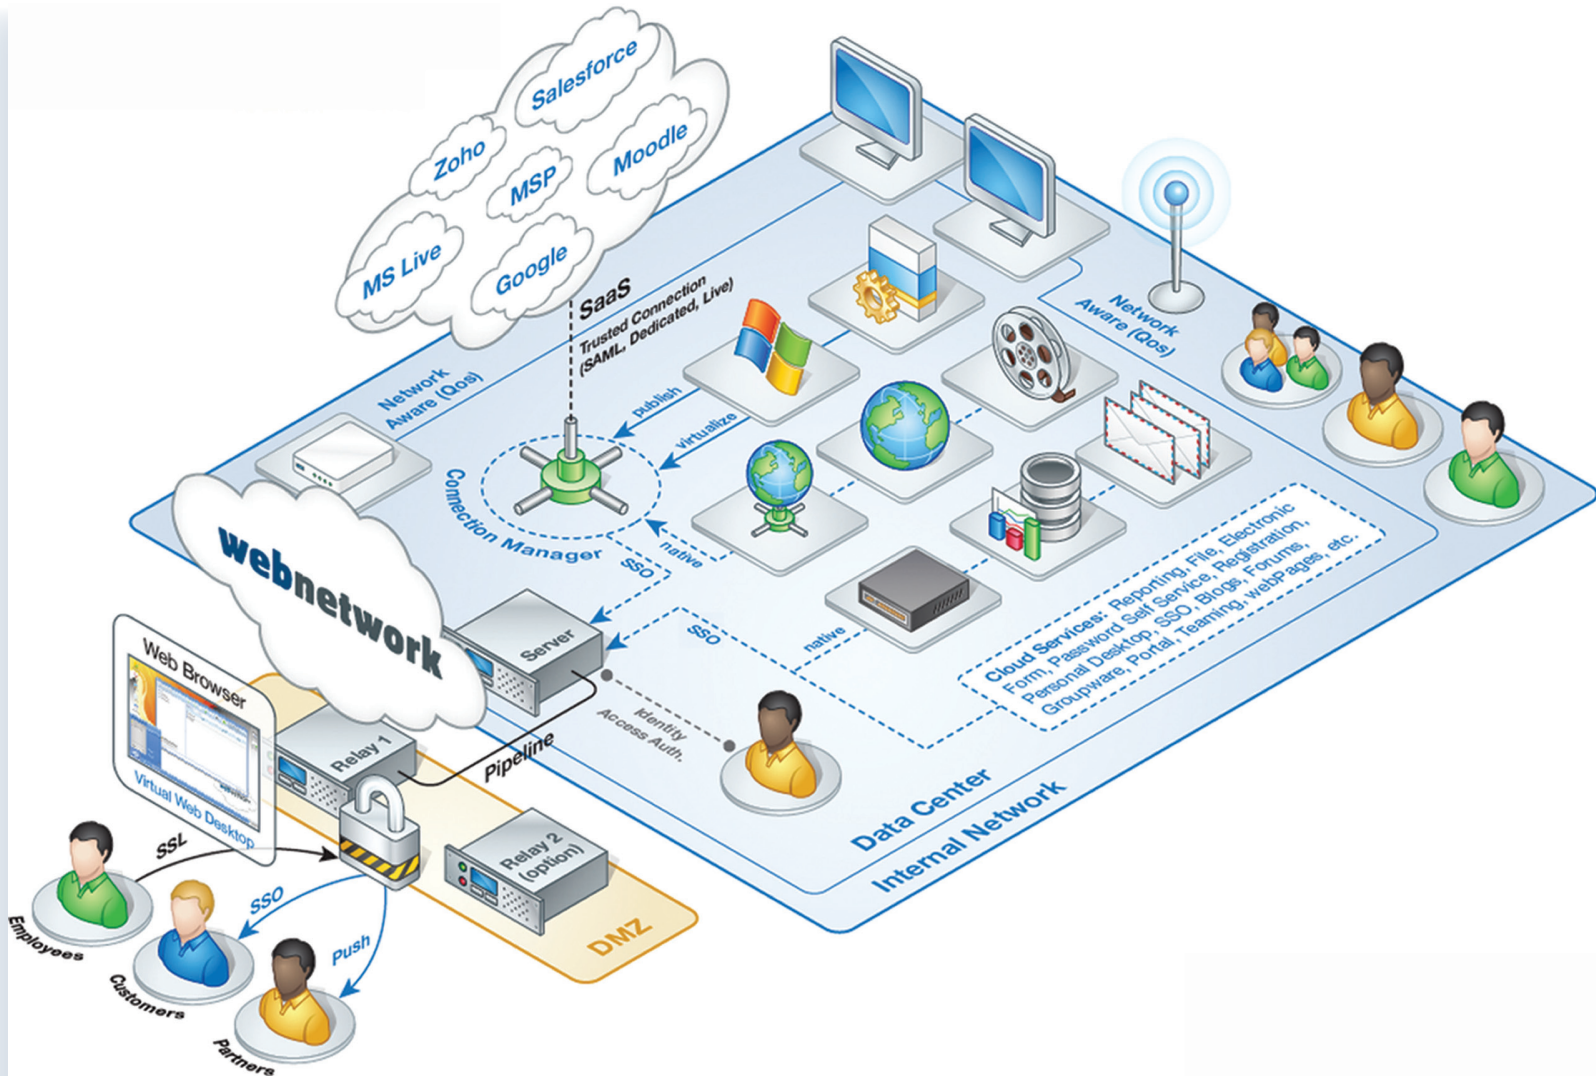 Salesforce
Zoho
Moodle
MSP
MS Live
Google
SaaS
Trusted Connection
(SAML, Dedicated, Live)
Network
Aware (Qos)
Network
Aware (Qos)
publish
virtualize
Connection Manager
native
SSO
webnetwork
Server
SSO
native
Cloud Services: Reporting, File, Electronic
Form, Password Self Service, Registration,
Personal Desktop, SSO, Blogs, Forums,
Groupware, Portal, Teaming, webPages, etc.
Web Browser
Virtual Web Desktop
Relay 1
Pipeline
Identity
Access Auth.
Data Center
Internal Network
Relay 2
(option)
DMZ
SSL
SSO
Push
Employees
Customers
Partners